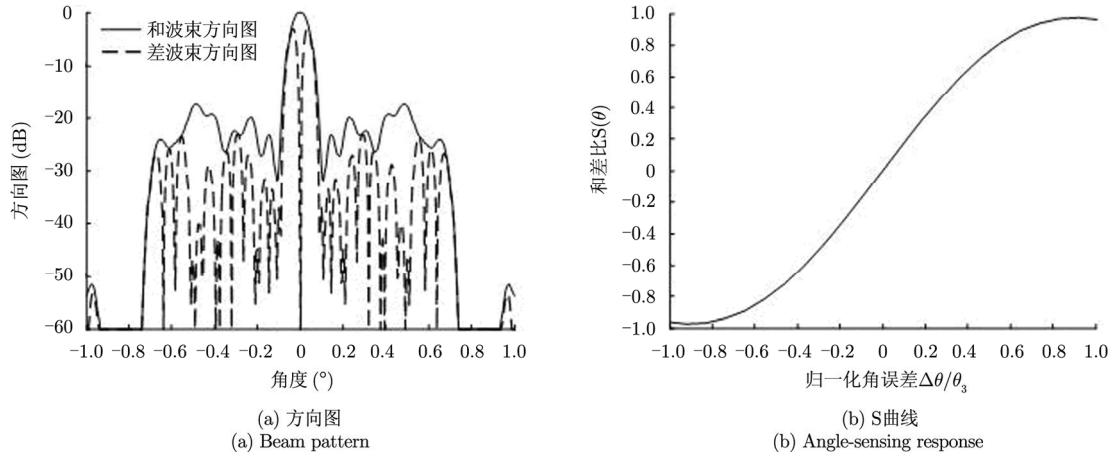 0
−10
−20
−30
−40
−50
−60
方向图 (dB)
和波束方向图
差波束方向图
−1.0 −0.8 −0.6 −0.4 −0.2 0 0.2 0.4 0.6 0.8 1.0
角度 (°)
(a) 方向图
(a) Beam pattern
1.0
0.8
0.6
0.4
0.2
0
−0.2
−0.4
−0.6
−0.8
−1.0
和差比S(θ)
−1.0 −0.8 −0.6 −0.4 −0.2 0 0.2 0.4 0.6 0.8 1.0
归一化角误差Δθ/θ₃
(b) S曲线
(b) Angle-sensing response